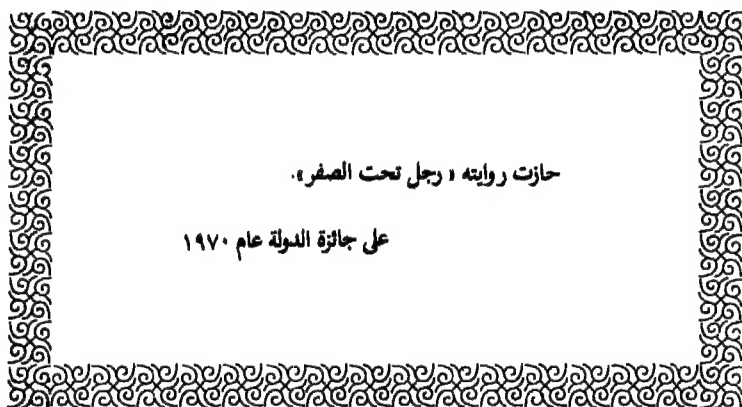 حازت روايته « رجل تحت الصفر ».
على جائزة الدولة عام ١٩٧٠